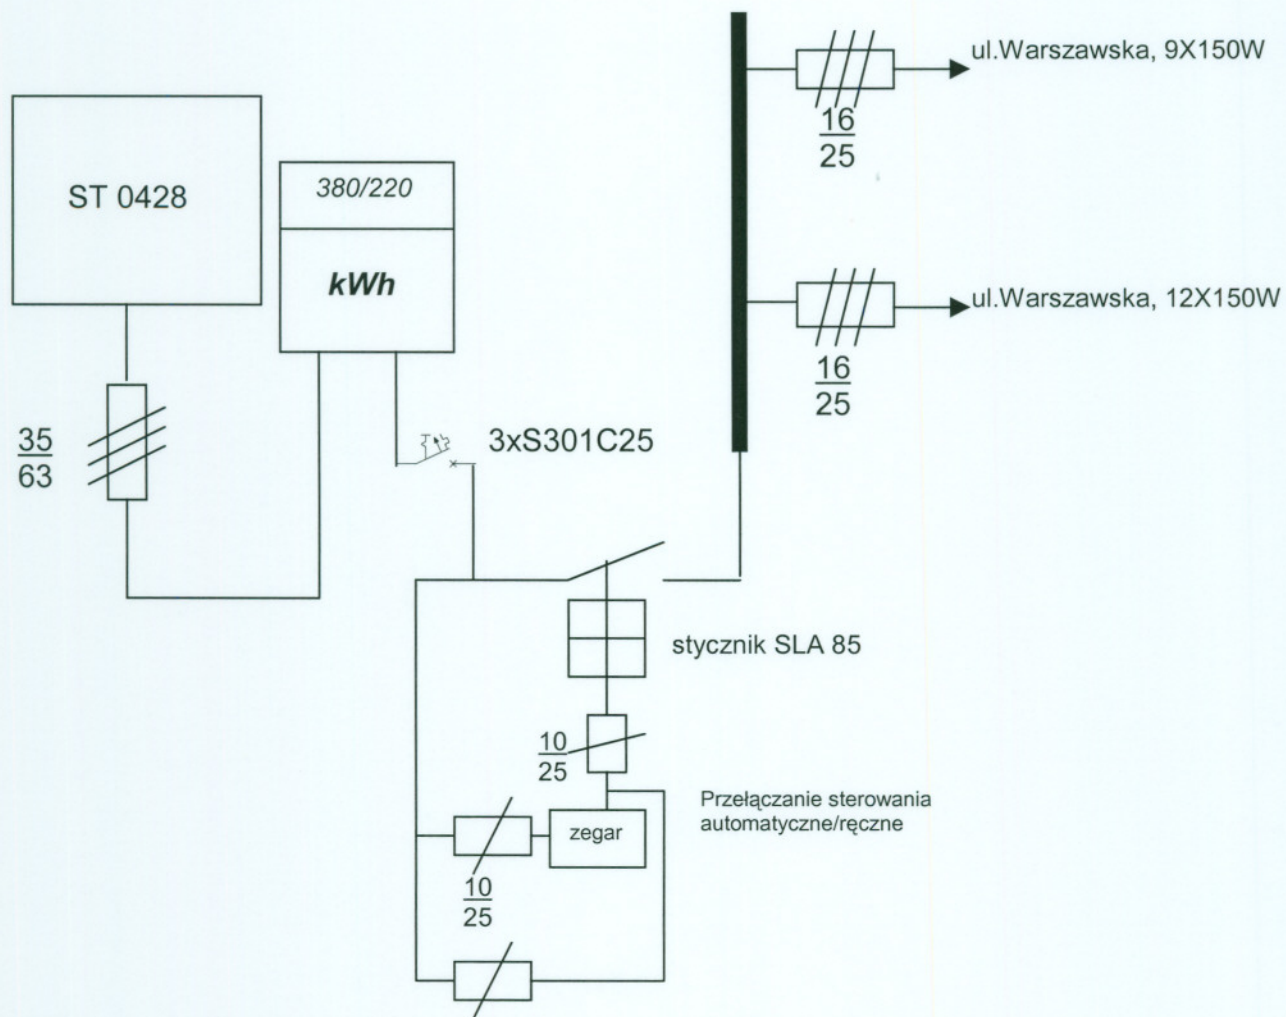 ST 0428
35
63
380/220
kWh
3xS301C25
16
25
ul.Warszawska, 9X150W
16
25
ul.Warszawska, 12X150W
stycznik SLA 85
10
25
zegar
10
25
Przełączanie sterowania
automatyczne/ręczne